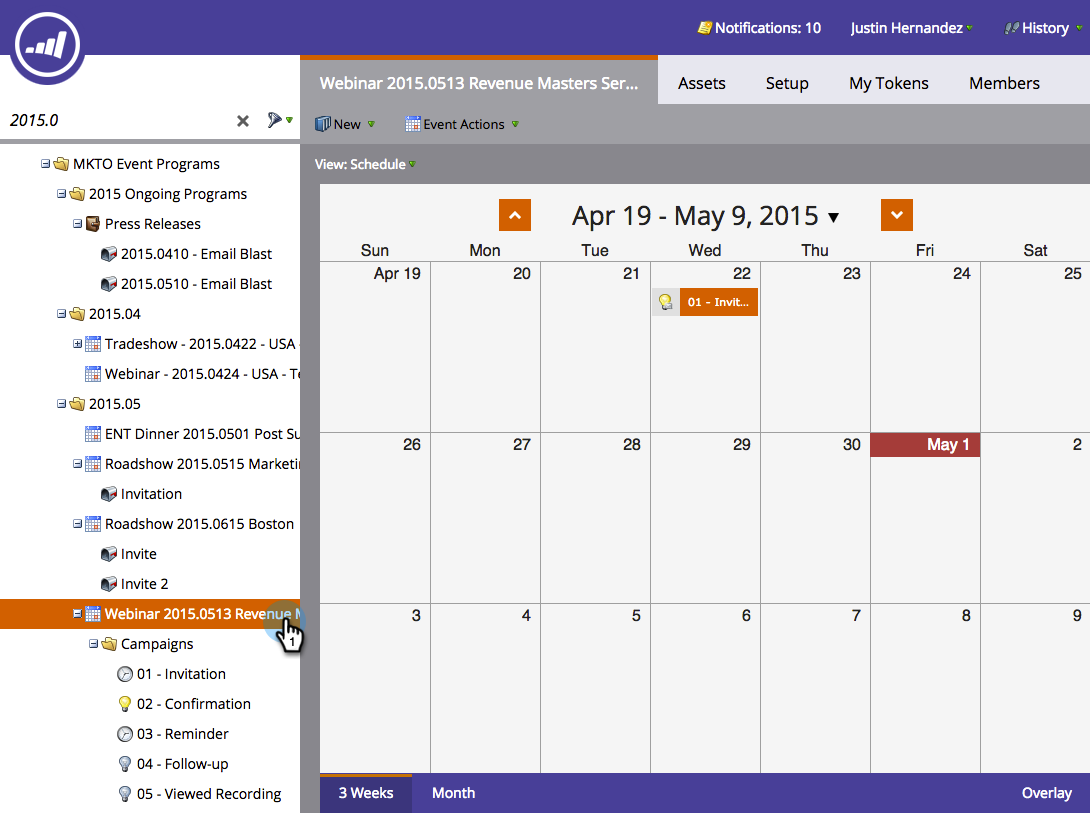 Notifications: 10
Justin Hernandez
History
Webinar 2015.0513 Revenue Masters Ser...
Assets
Setup
My Tokens
Members
2015.0
New
Event Actions
View: Schedule
MKTO Event Programs
2015 Ongoing Programs
Press Releases
2015.0410 - Email Blast
2015.0510 - Email Blast
2015.04
Tradeshow - 2015.0422 - USA -
Webinar - 2015.0424 - USA - Te
2015.05
ENT Dinner 2015.0501 Post Su
Roadshow 2015.0515 Marketin
Invitation
Roadshow 2015.0615 Boston
Invite
Invite 2
Webinar 2015.0513 Revenue M
1
Campaigns
01 - Invitation
02 - Confirmation
03 - Reminder
04 - Follow-up
05 - Viewed Recording
Apr 19 - May 9, 2015
Sun Mon Tue Wed Thu Fri Sat
Apr 19 20 21 22 23 24 25
01 - Invit...
26 27 28 29 30 May 1 2
3 4 5 6 7 8 9
3 Weeks
Month
Overlay